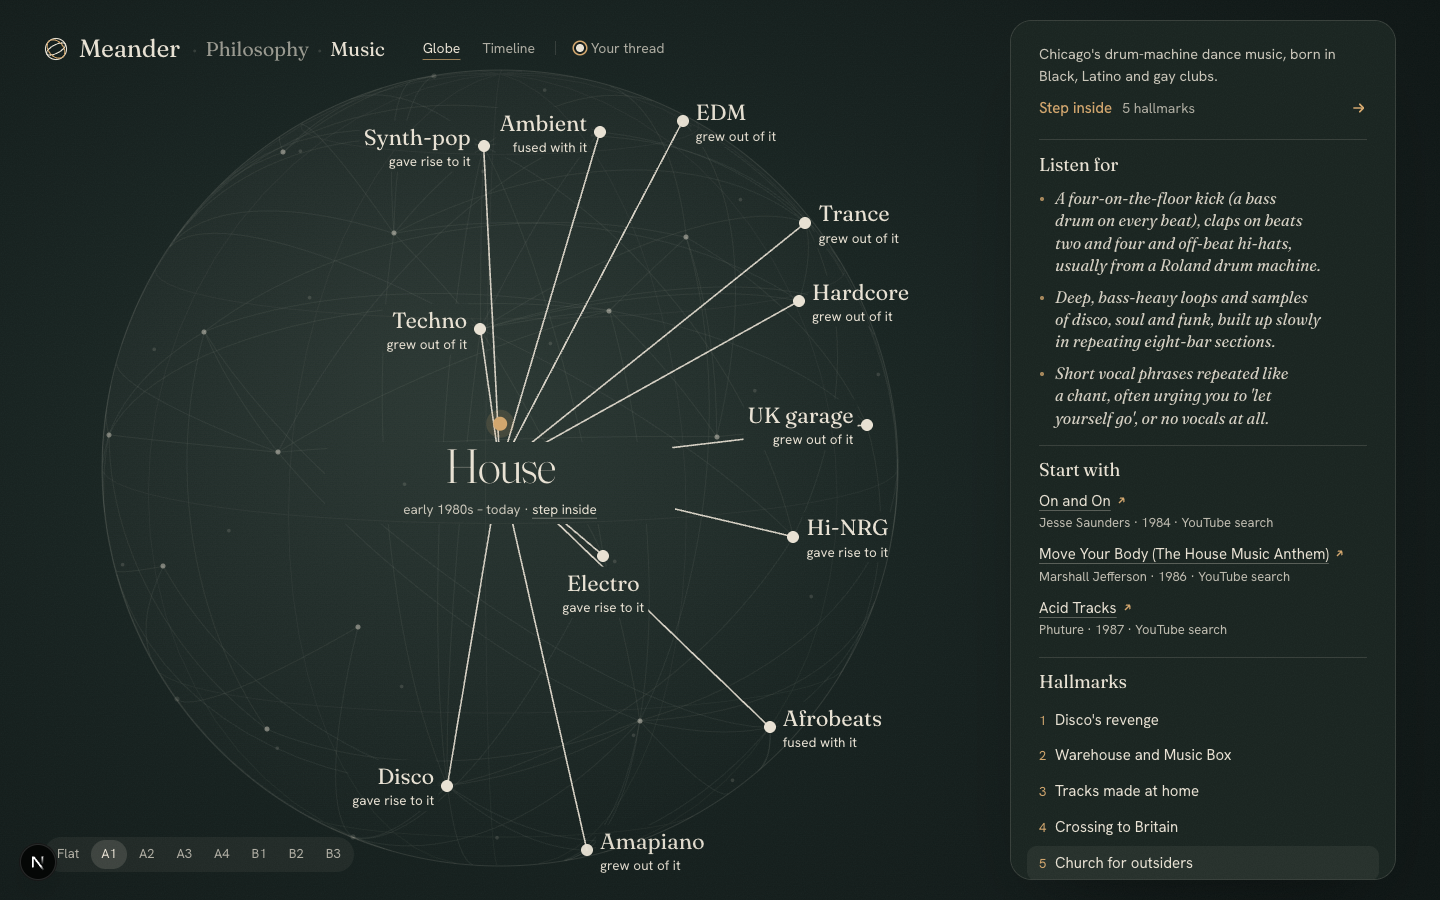 Meander · Philosophy · Music
Globe Timeline Your thread
Synth-pop
gave rise to it
Ambient
fused with it
EDM
grew out of it
Trance
grew out of it
Hardcore
grew out of it
Techno
grew out of it
UK garage
grew out of it
House
early 1980s – today · step inside
Hi-NRG
gave rise to it
Electro
gave rise to it
Afrobeats
fused with it
Disco
gave rise to it
Amapiano
grew out of it
N
Flat A1 A2 A3 A4 B1 B2 B3
Chicago's drum-machine dance music, born in
Black, Latino and gay clubs.
Step inside 5 hallmarks →
Listen for
• A four-on-the-floor kick (a bass
drum on every beat), claps on beats
two and four and off-beat hi-hats,
usually from a Roland drum machine.
• Deep, bass-heavy loops and samples
of disco, soul and funk, built up slowly
in repeating eight-bar sections.
• Short vocal phrases repeated like
a chant, often urging you to 'let
yourself go', or no vocals at all.
Start with
On and On ↗
Jesse Saunders · 1984 · YouTube search
Move Your Body (The House Music Anthem) ↗
Marshall Jefferson · 1986 · YouTube search
Acid Tracks ↗
Phuture · 1987 · YouTube search
Hallmarks
1 Disco's revenge
2 Warehouse and Music Box
3 Tracks made at home
4 Crossing to Britain
5 Church for outsiders